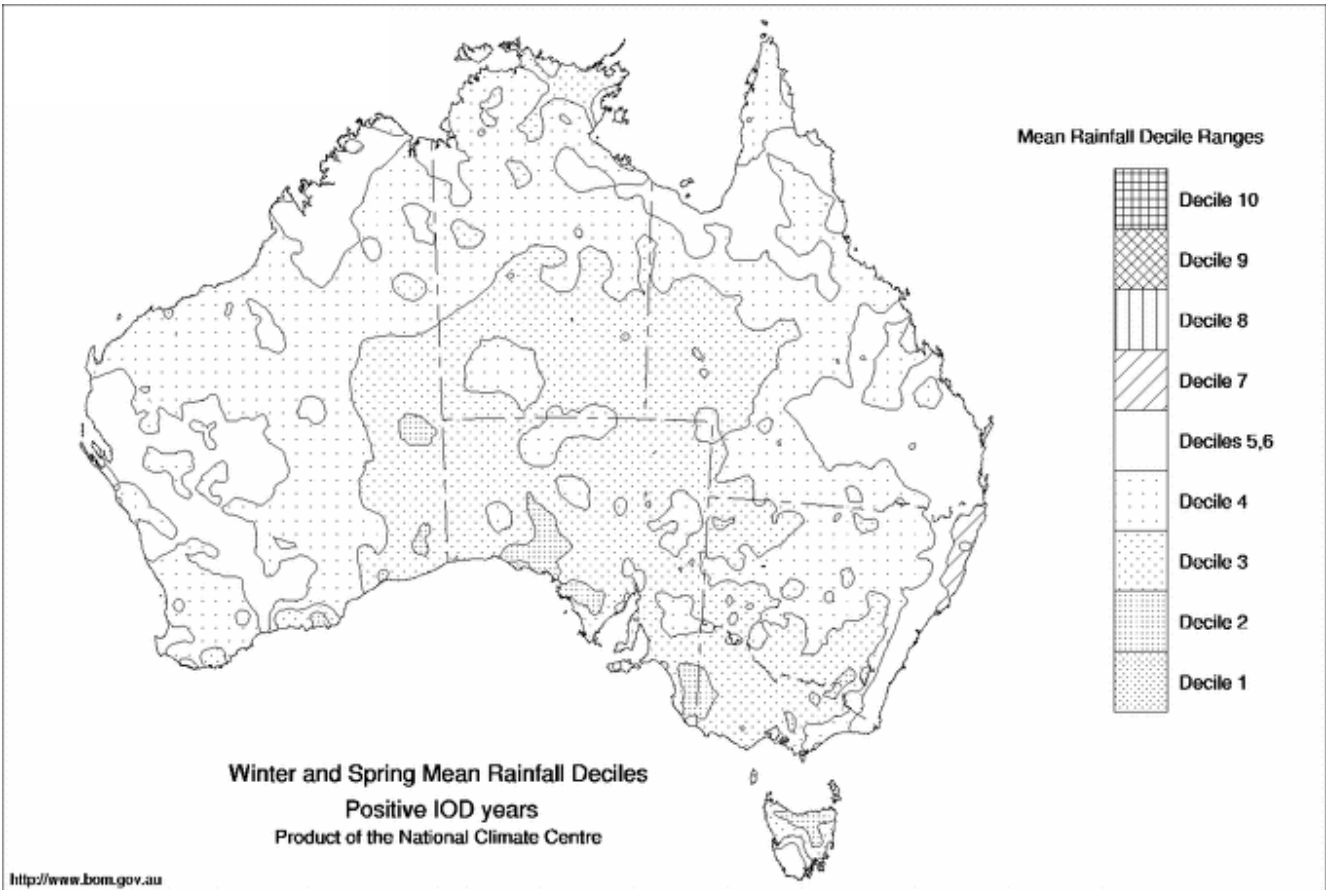 Mean Rainfall Decile Ranges
Decile 10
Decile 9
Decile 8
Decile 7
Deciles 5,6
Decile 4
Decile 3
Decile 2
Decile 1
Winter and Spring Mean Rainfall Deciles
Positive IOD years
Product of the National Climate Centre
http://www.bom.gov.au